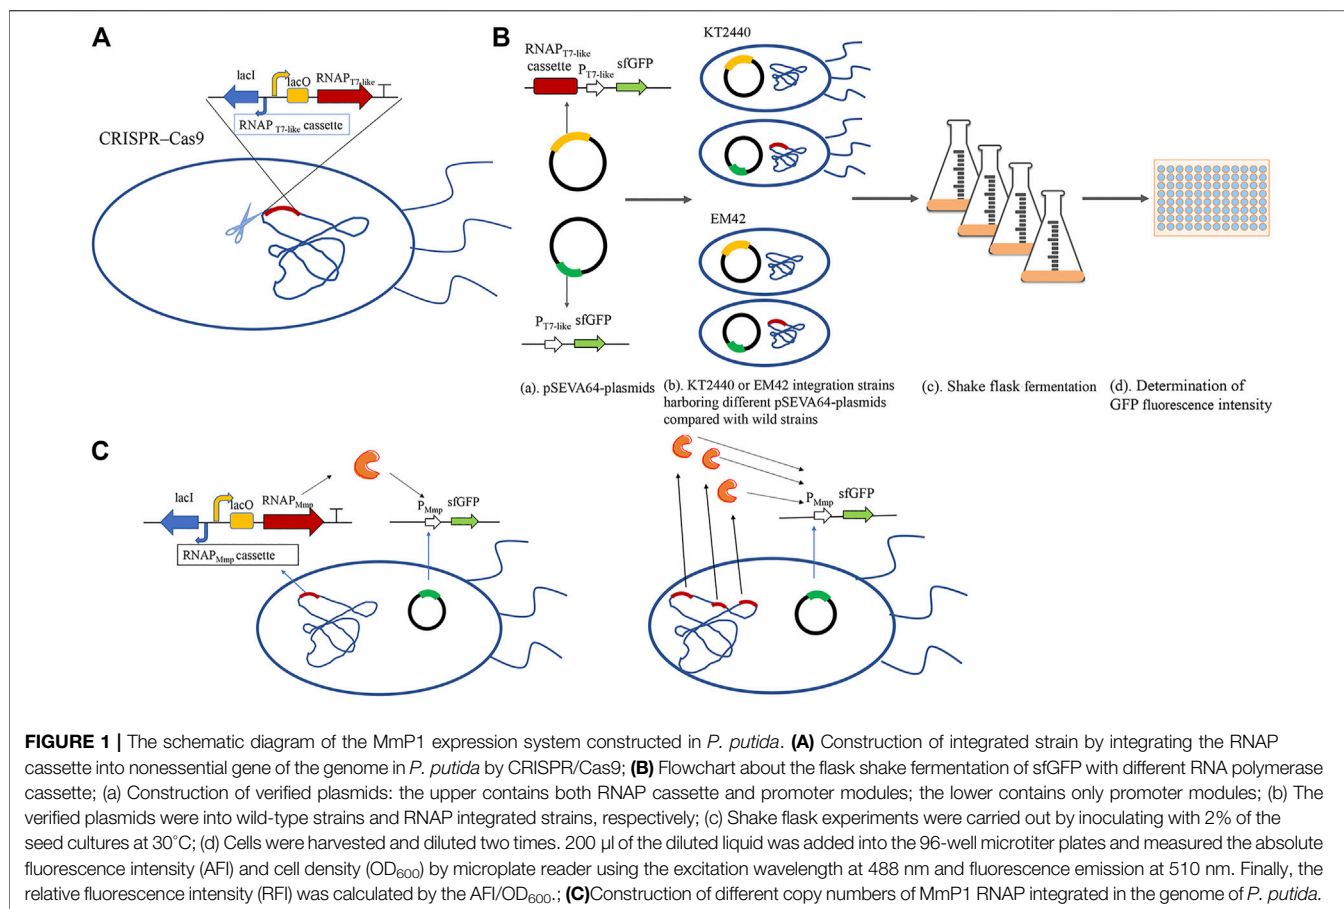 A
lacI
lacO
RNAP T7-like
RNAP T7-like cassette
CRISPR–Cas9
B
RNAP T7-like
cassette
P T7-like
sfGFP
P T7-like sfGFP
(a). pSEVA64-plasmids
KT2440
EM42
(b). KT2440 or EM42 integration strains
harboring different pSEVA64-plasmids
compared with wild strains
(c). Shake flask fermentation
(d). Determination of
GFP fluorescence intensity
C
lacI
lacO
RNAP Mmp
RNAP Mmp cassette
P Mmp
sfGFP
P Mmp
sfGFP
FIGURE 1 | The schematic diagram of the MmP1 expression system constructed in P. putida. (A) Construction of integrated strain by integrating the RNAP
cassette into nonessential gene of the genome in P. putida by CRISPR/Cas9; (B) Flowchart about the flask shake fermentation of sfGFP with different RNA polymerase
cassette; (a) Construction of verified plasmids: the upper contains both RNAP cassette and promoter modules; the lower contains only promoter modules; (b) The
verified plasmids were into wild-type strains and RNAP integrated strains, respectively; (c) Shake flask experiments were carried out by inoculating with 2% of the
seed cultures at 30°C; (d) Cells were harvested and diluted two times. 200 µl of the diluted liquid was added into the 96-well microtiter plates and measured the absolute
fluorescence intensity (AFI) and cell density (OD600) by microplate reader using the excitation wavelength at 488 nm and fluorescence emission at 510 nm. Finally, the
relative fluorescence intensity (RFI) was calculated by the AFI/OD600.; (C)Construction of different copy numbers of MmP1 RNAP integrated in the genome of P. putida.